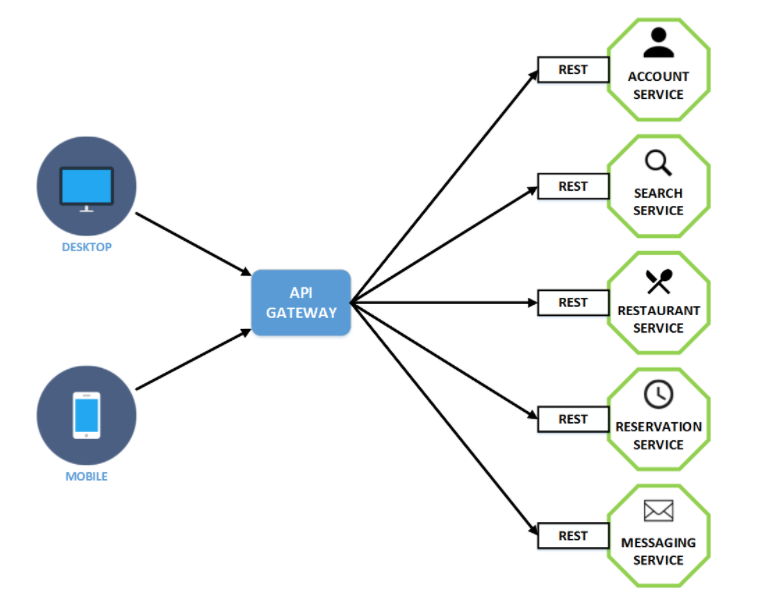 DESKTOP
MOBILE
API
GATEWAY
REST
ACCOUNT
SERVICE
REST
SEARCH
SERVICE
REST
RESTAURANT
SERVICE
REST
RESERVATION
SERVICE
REST
MESSAGING
SERVICE